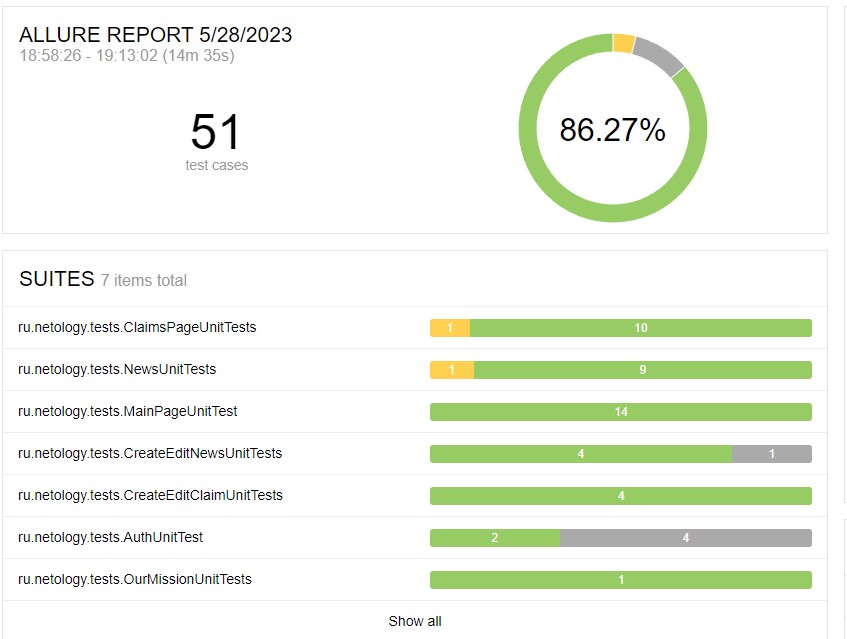 ALLURE REPORT 5/28/2023
18:58:26 - 19:13:02 (14m 35s)
51
test cases
86.27%
SUITES 7 items total
ru.netology.tests.ClaimsPageUnitTests 1 10
ru.netology.tests.NewsUnitTests 1 9
ru.netology.tests.MainPageUnitTest 14
ru.netology.tests.CreateEditNewsUnitTests 4 1
ru.netology.tests.CreateEditClaimUnitTests 4
ru.netology.tests.AuthUnitTest 2 4
ru.netology.tests.OurMissionUnitTests 1
Show all